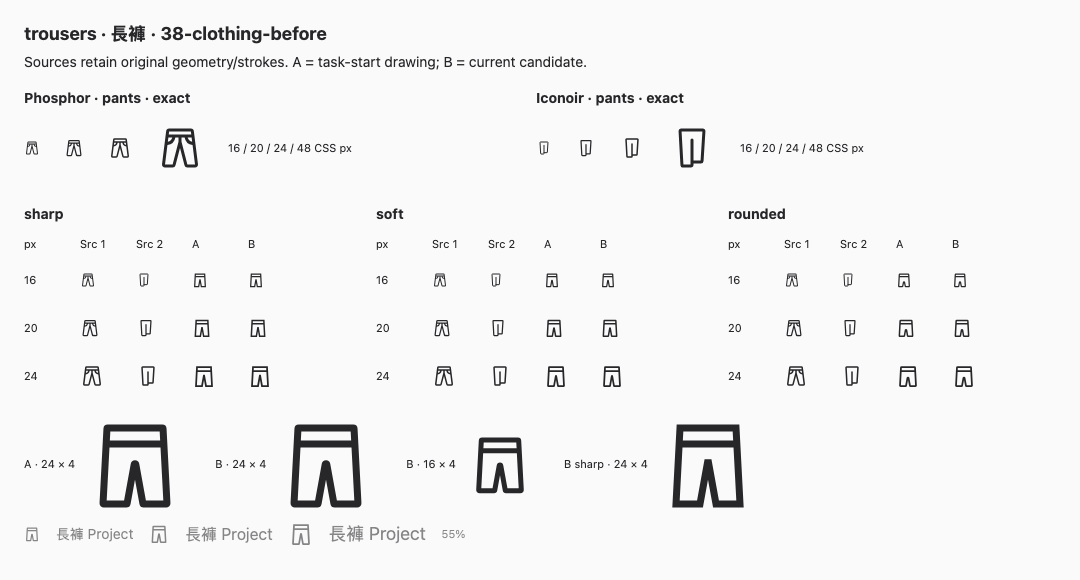 trousers · 長褲 · 38-clothing-before
Sources retain original geometry/strokes. A = task-start drawing; B = current candidate.
Phosphor · pants · exact
Iconoir · pants · exact
16 / 20 / 24 / 48 CSS px
16 / 20 / 24 / 48 CSS px
sharp
soft
rounded
px Src 1 Src 2 A B
px Src 1 Src 2 A B
px Src 1 Src 2 A B
16
16
16
20
20
20
24
24
24
A · 24 × 4
B · 24 × 4
B · 16 × 4
B sharp · 24 × 4
長褲 Project
長褲 Project
長褲 Project
55%